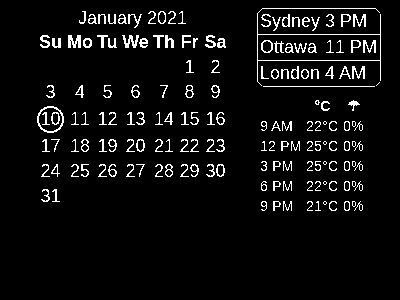 January 2021
Su Mo Tu We Th Fr Sa
1 2
3 4 5 6 7 8 9
10 11 12 13 14 15 16
17 18 19 20 21 22 23
24 25 26 27 28 29 30
31
Sydney 3 PM
Ottawa 11 PM
London 4 AM
°C ☂
9 AM 22°C 0%
12 PM 25°C 0%
3 PM 25°C 0%
6 PM 22°C 0%
9 PM 21°C 0%